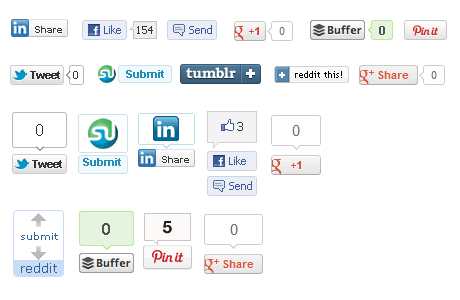 in Share f Like 154 Send g +1 0 Buffer 0 Pin it
Tweet 0 Submit tumblr + + reddit this! g+ Share 0
0 in 3 0
Tweet Submit in Share f Like g +1
Send
submit 0 5 0
reddit Buffer Pin it g+ Share